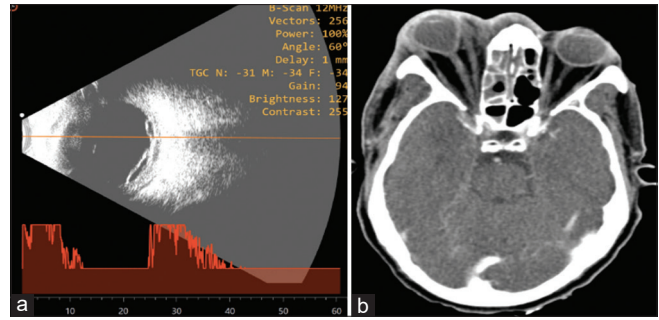 B-Scan 12MHz
Vectors: 256
Power: 100%
Angle: 60°
Delay: 1 mm
TGC N: -31 M: -34 F: -34
Gain: 94
Brightness: 127
Contrast: 255
10 20 30 40 50 60
a
b